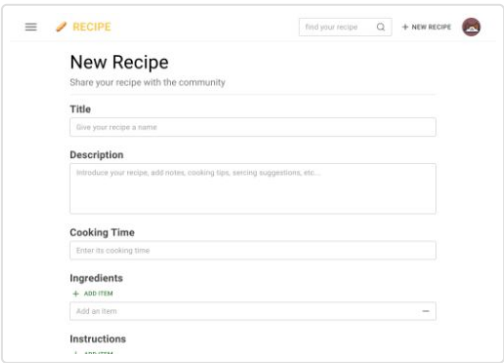 RECIPE
find your recipe
+ NEW RECIPE
New Recipe
Share your recipe with the community
Title
Give your recipe a name
Description
Introduce your recipe, add notes, cooking tips, sercing suggestions, etc...
Cooking Time
Enter its cooking time
Ingredients
+ ADD ITEM
Add an item
Instructions
+ ADD ITEM